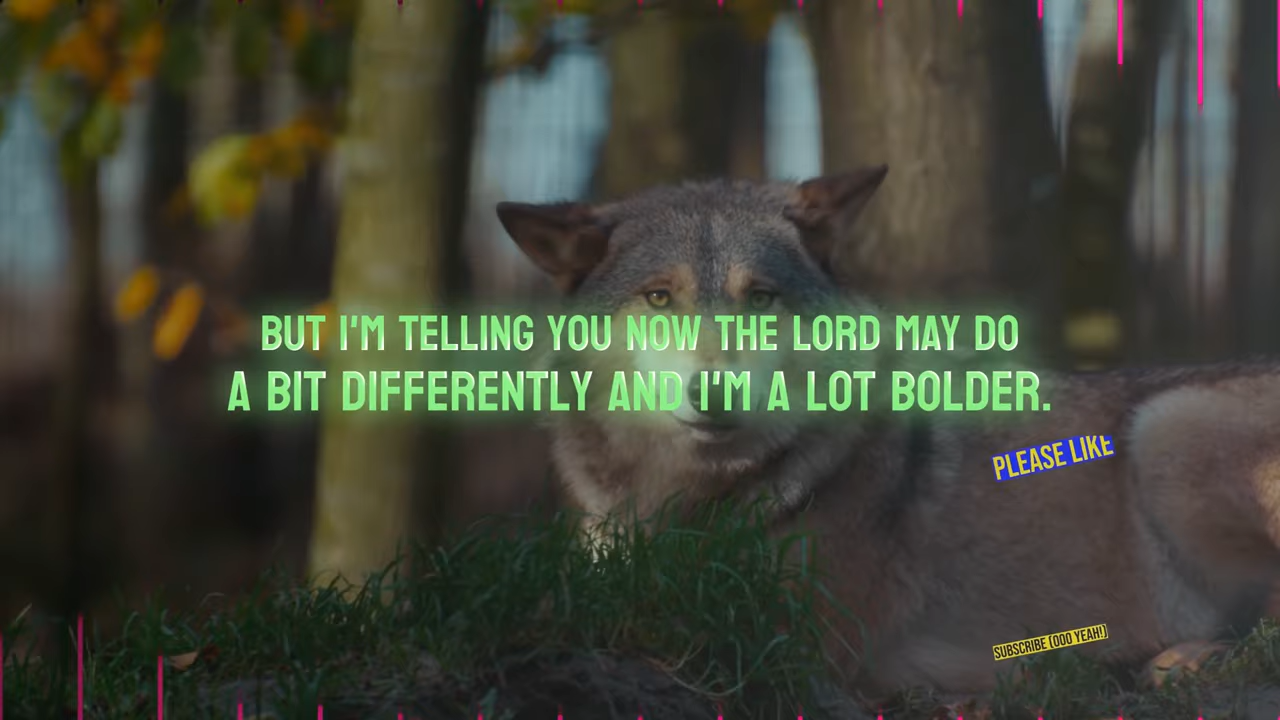 BUT I'M TELLING YOU NOW THE LORD MAY DO
A BIT DIFFERENTLY AND I'M A LOT BOLDER.
PLEASE LIKE
SUBSCRIBE (OOO YEAH!)